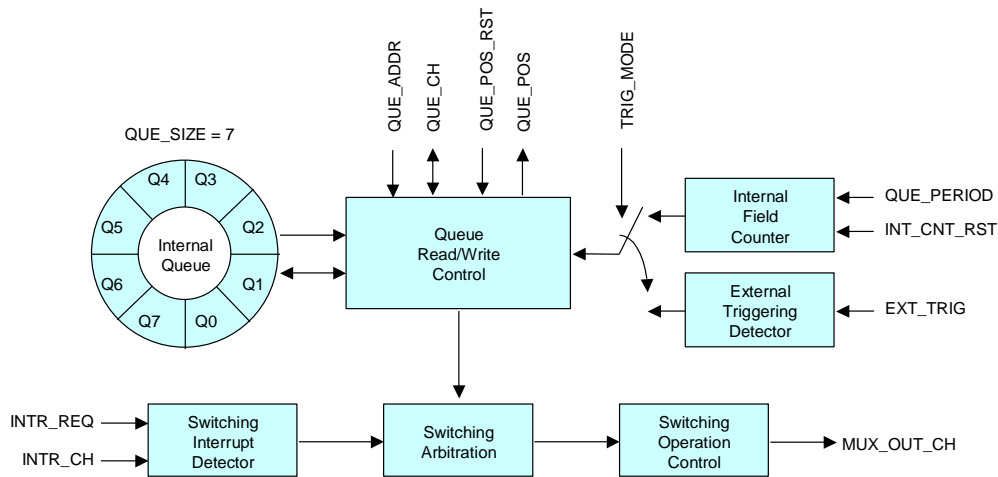 QUE_ADDR
QUE_CH
QUE_POS_RST
QUE_POS
TRIG_MODE
QUE_SIZE = 7
Q4
Q3
Q5
Q2
Q6
Q1
Q7
Q0
Internal
Queue
Queue
Read/Write
Control
Internal
Field
Counter
QUE_PERIOD
INT_CNT_RST
External
Triggering
Detector
EXT_TRIG
INTR_REQ
INTR_CH
Switching
Interrupt
Detector
Switching
Arbitration
Switching
Operation
Control
MUX_OUT_CH